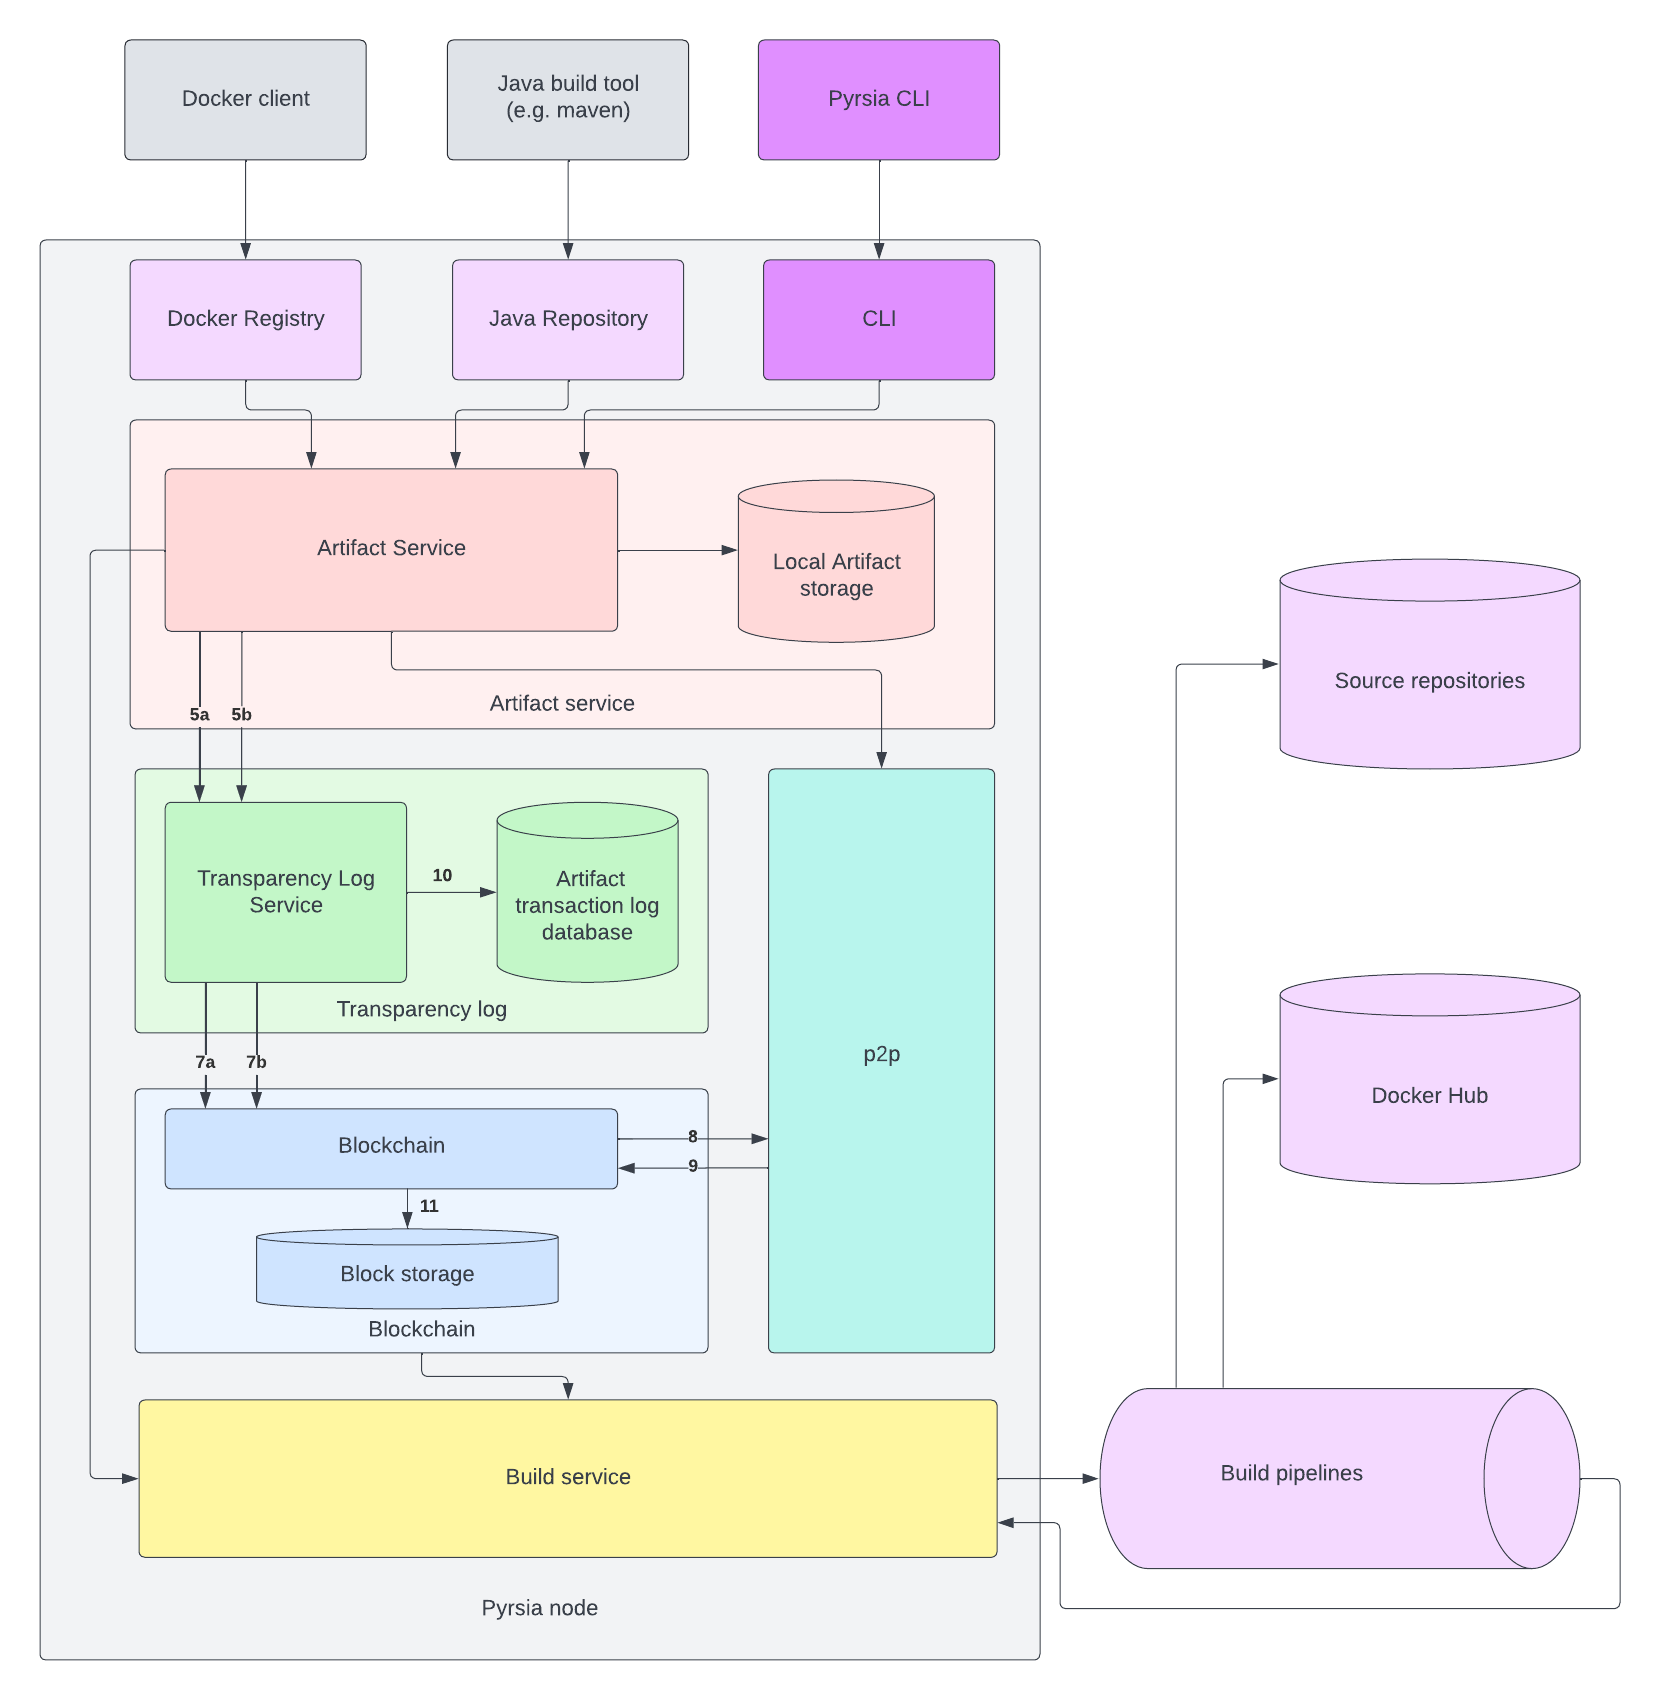 Docker client
Java build tool
(e.g. maven)
Pyrsia CLI
Docker Registry
Java Repository
CLI
Artifact Service
Local Artifact
storage
Artifact service
5a
5b
Transparency Log
Service
10
Artifact
transaction log
database
Transparency log
7a
7b
p2p
Blockchain
8
9
11
Block storage
Blockchain
Build service
Pyrsia node
Source repositories
Docker Hub
Build pipelines